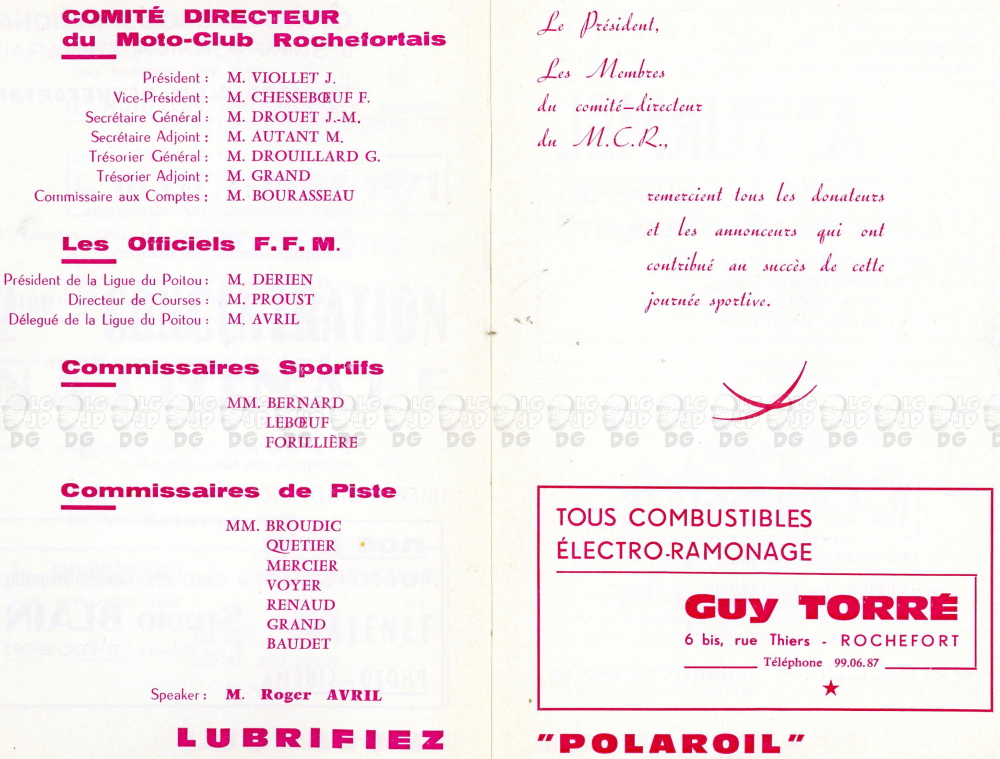 COMITÉ DIRECTEUR
du Moto-Club Rochefortais
Président : M. VIOLLET J.
Vice-Président : M. CHESSEBŒUF F.
Secrétaire Général : M. DROUET J.-M.
Secrétaire Adjoint : M. AUTANT M.
Trésorier Général : M. DROUILLARD G.
Trésorier Adjoint : M. GRAND
Commissaire aux Comptes : M. BOURASSEAU
Les Officiels F. F. M.
Président de la Ligue du Poitou : M. DERIEN
Directeur de Courses : M. PROUST
Délegué de la Ligue du Poitou : M. AVRIL
Commissaires Sportifs
MM. BERNARD
LEBŒUF
FORILLIÈRE
Commissaires de Piste
MM. BROUDIC
QUETIER
MERCIER
VOYER
RENAUD
GRAND
BAUDET
Speaker : M. Roger AVRIL
LUBRIFIEZ
Le Président,
Les Membres
du comité-directeur
du M.C.R.,
remercient tous les donateurs
et les annonceurs qui ont
contribué au succès de cette
journée sportive.
TOUS COMBUSTIBLES
ÉLECTRO-RAMONAGE
Guy TORRÉ
6 bis, rue Thiers - ROCHEFORT
Téléphone 99.06.87
"POLAROIL"